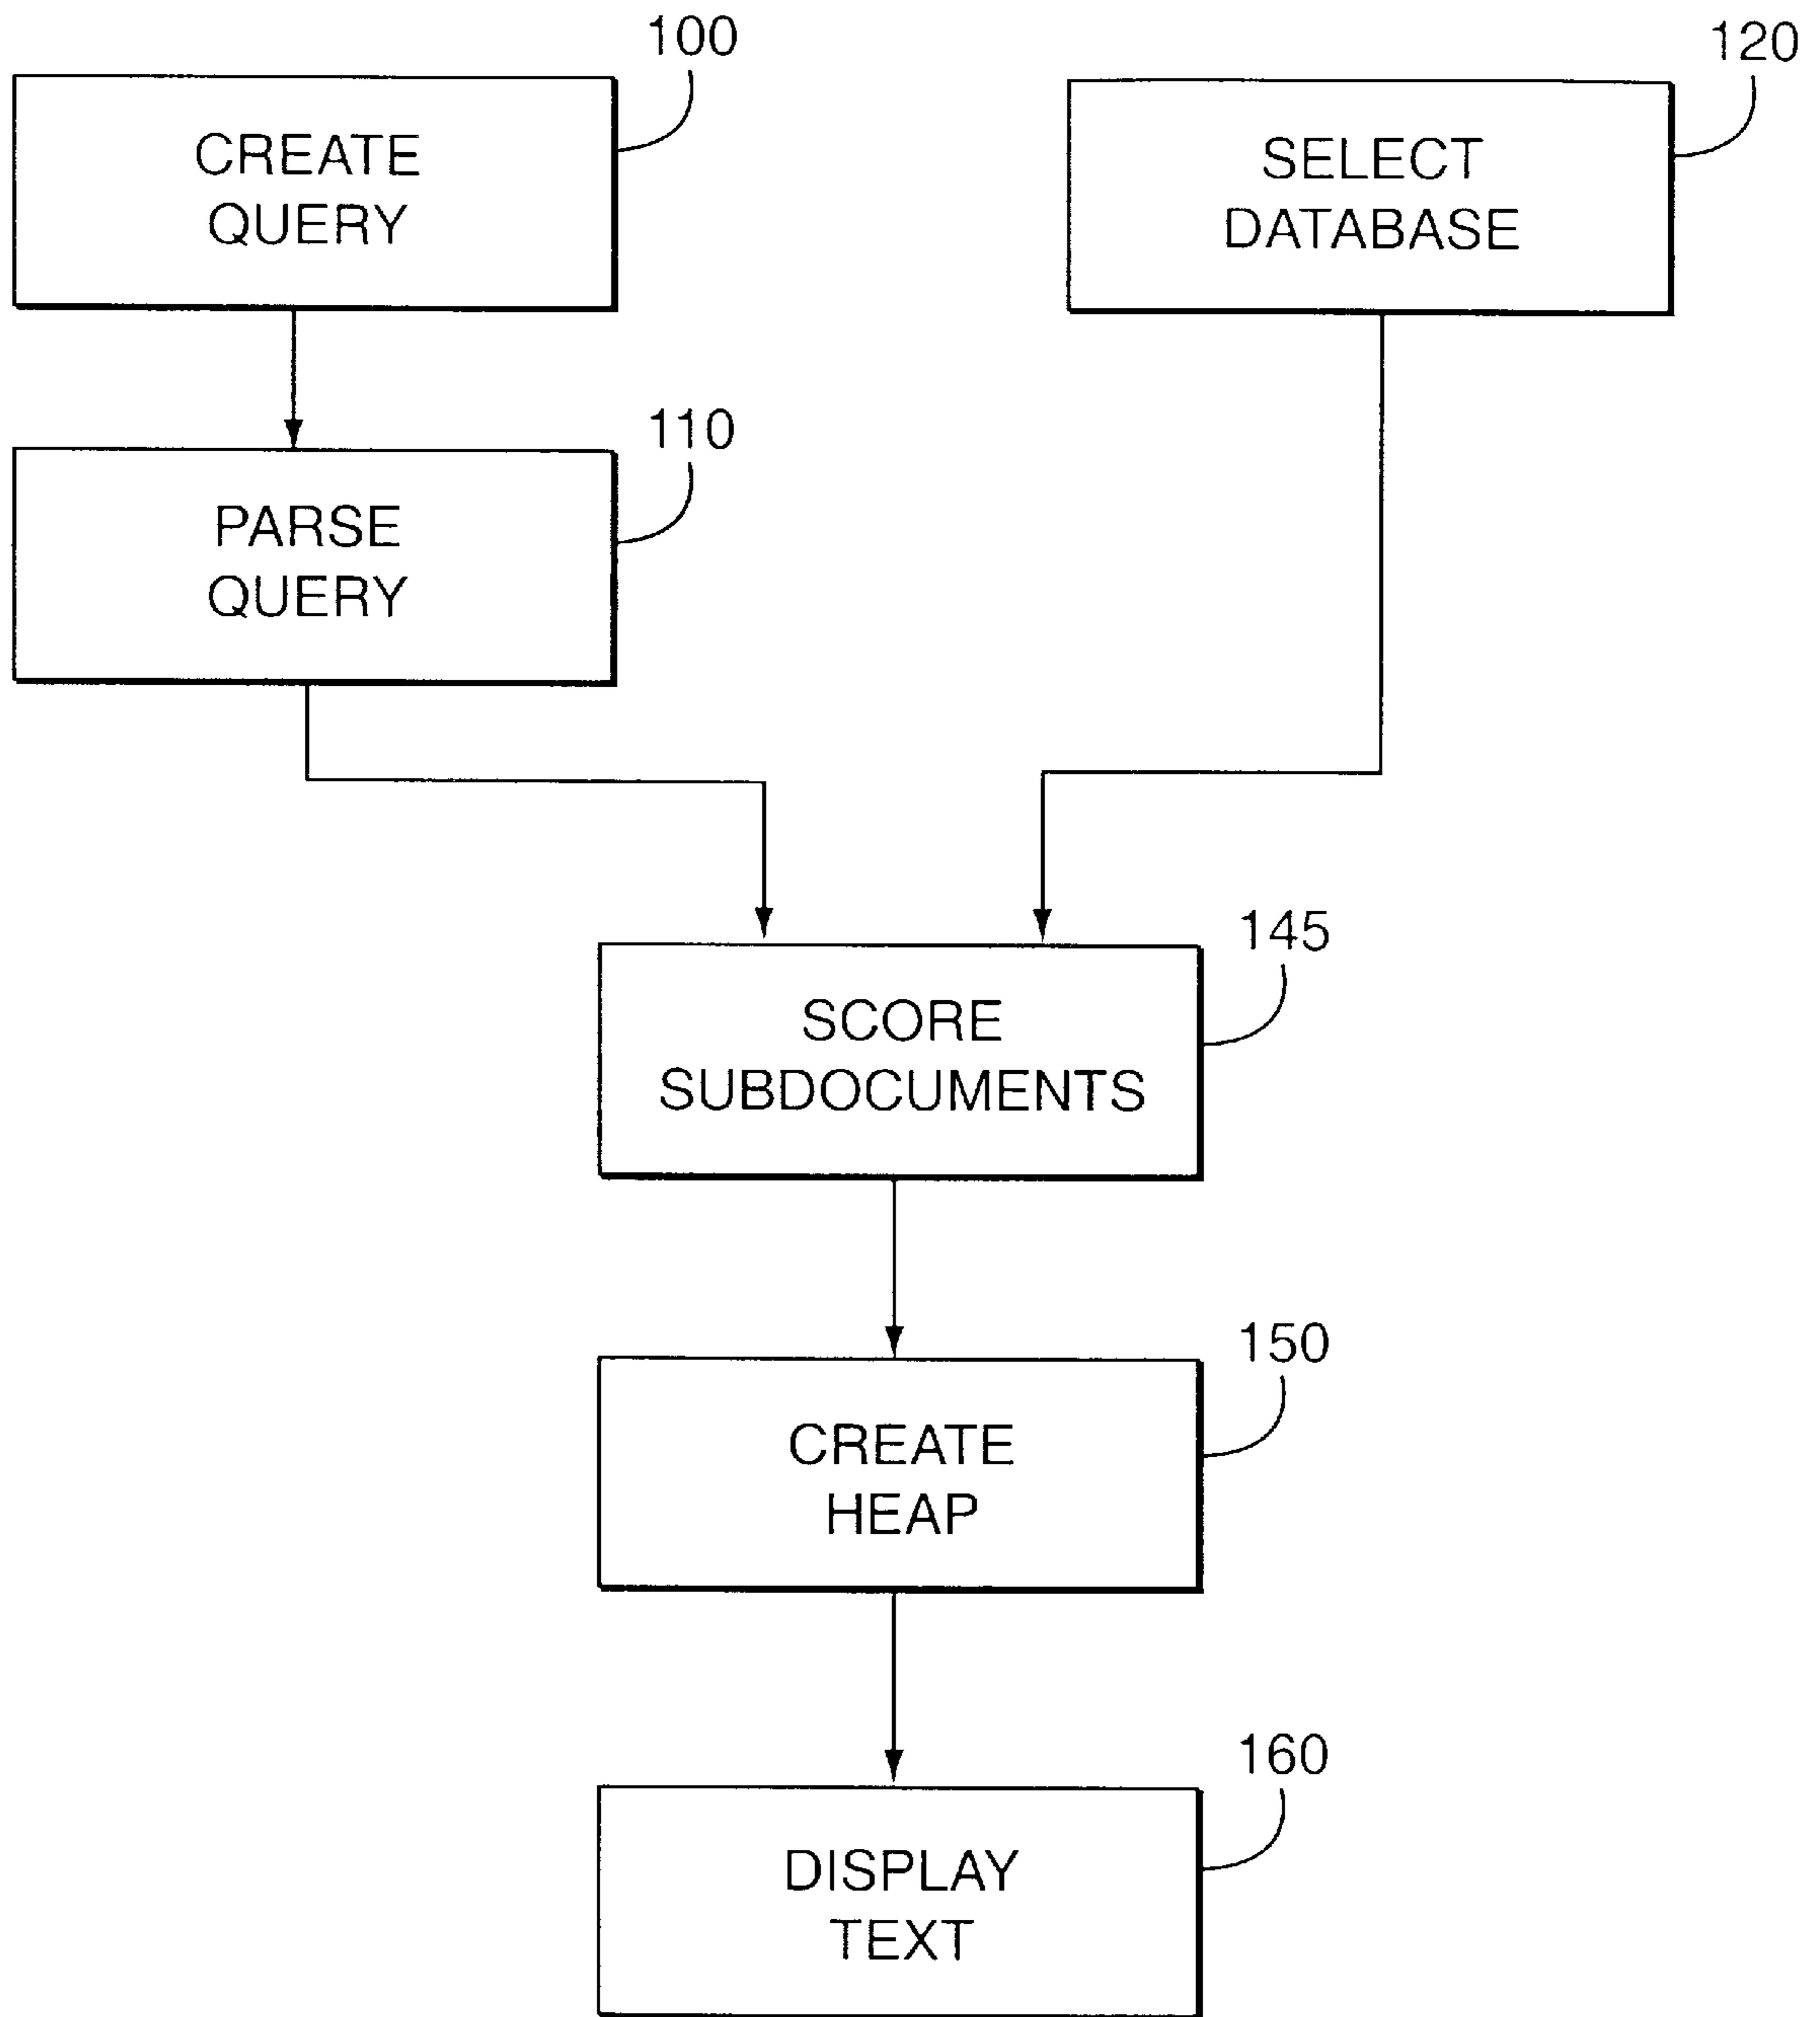 100
CREATE
QUERY
120
SELECT
DATABASE
110
PARSE
QUERY
145
SCORE
SUBDOCUMENTS
150
CREATE
HEAP
160
DISPLAY
TEXT